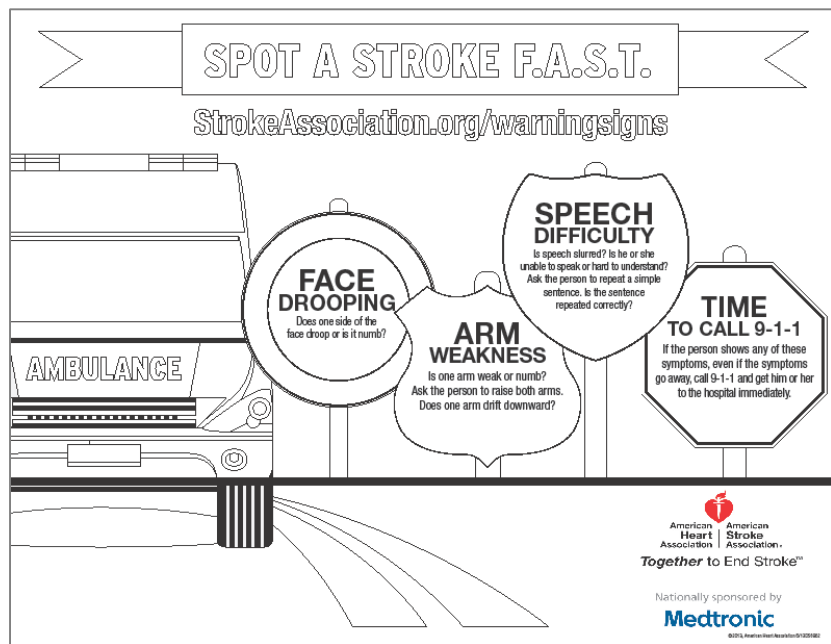 SPOT A STROKE F.A.S.T.
StrokeAssociation.org/warningsigns
AMBULANCE
FACE
DROOPING
Does one side of the
face droop or is it numb?
ARM
WEAKNESS
Is one arm weak or numb?
Ask the person to raise both arms.
Does one arm drift downward?
SPEECH
DIFFICULTY
Is speech slurred? Is he or she
unable to speak or hard to understand?
Ask the person to repeat a simple
sentence. Is the sentence
repeated correctly?
TIME
TO CALL 9-1-1
If the person shows any of these
symptoms, even if the symptoms
go away, call 9-1-1 and get him or her
to the hospital immediately.
American Heart Association
American Stroke Association®
Together to End Stroke™
Nationally sponsored by
Medtronic
©2013, American Heart Association